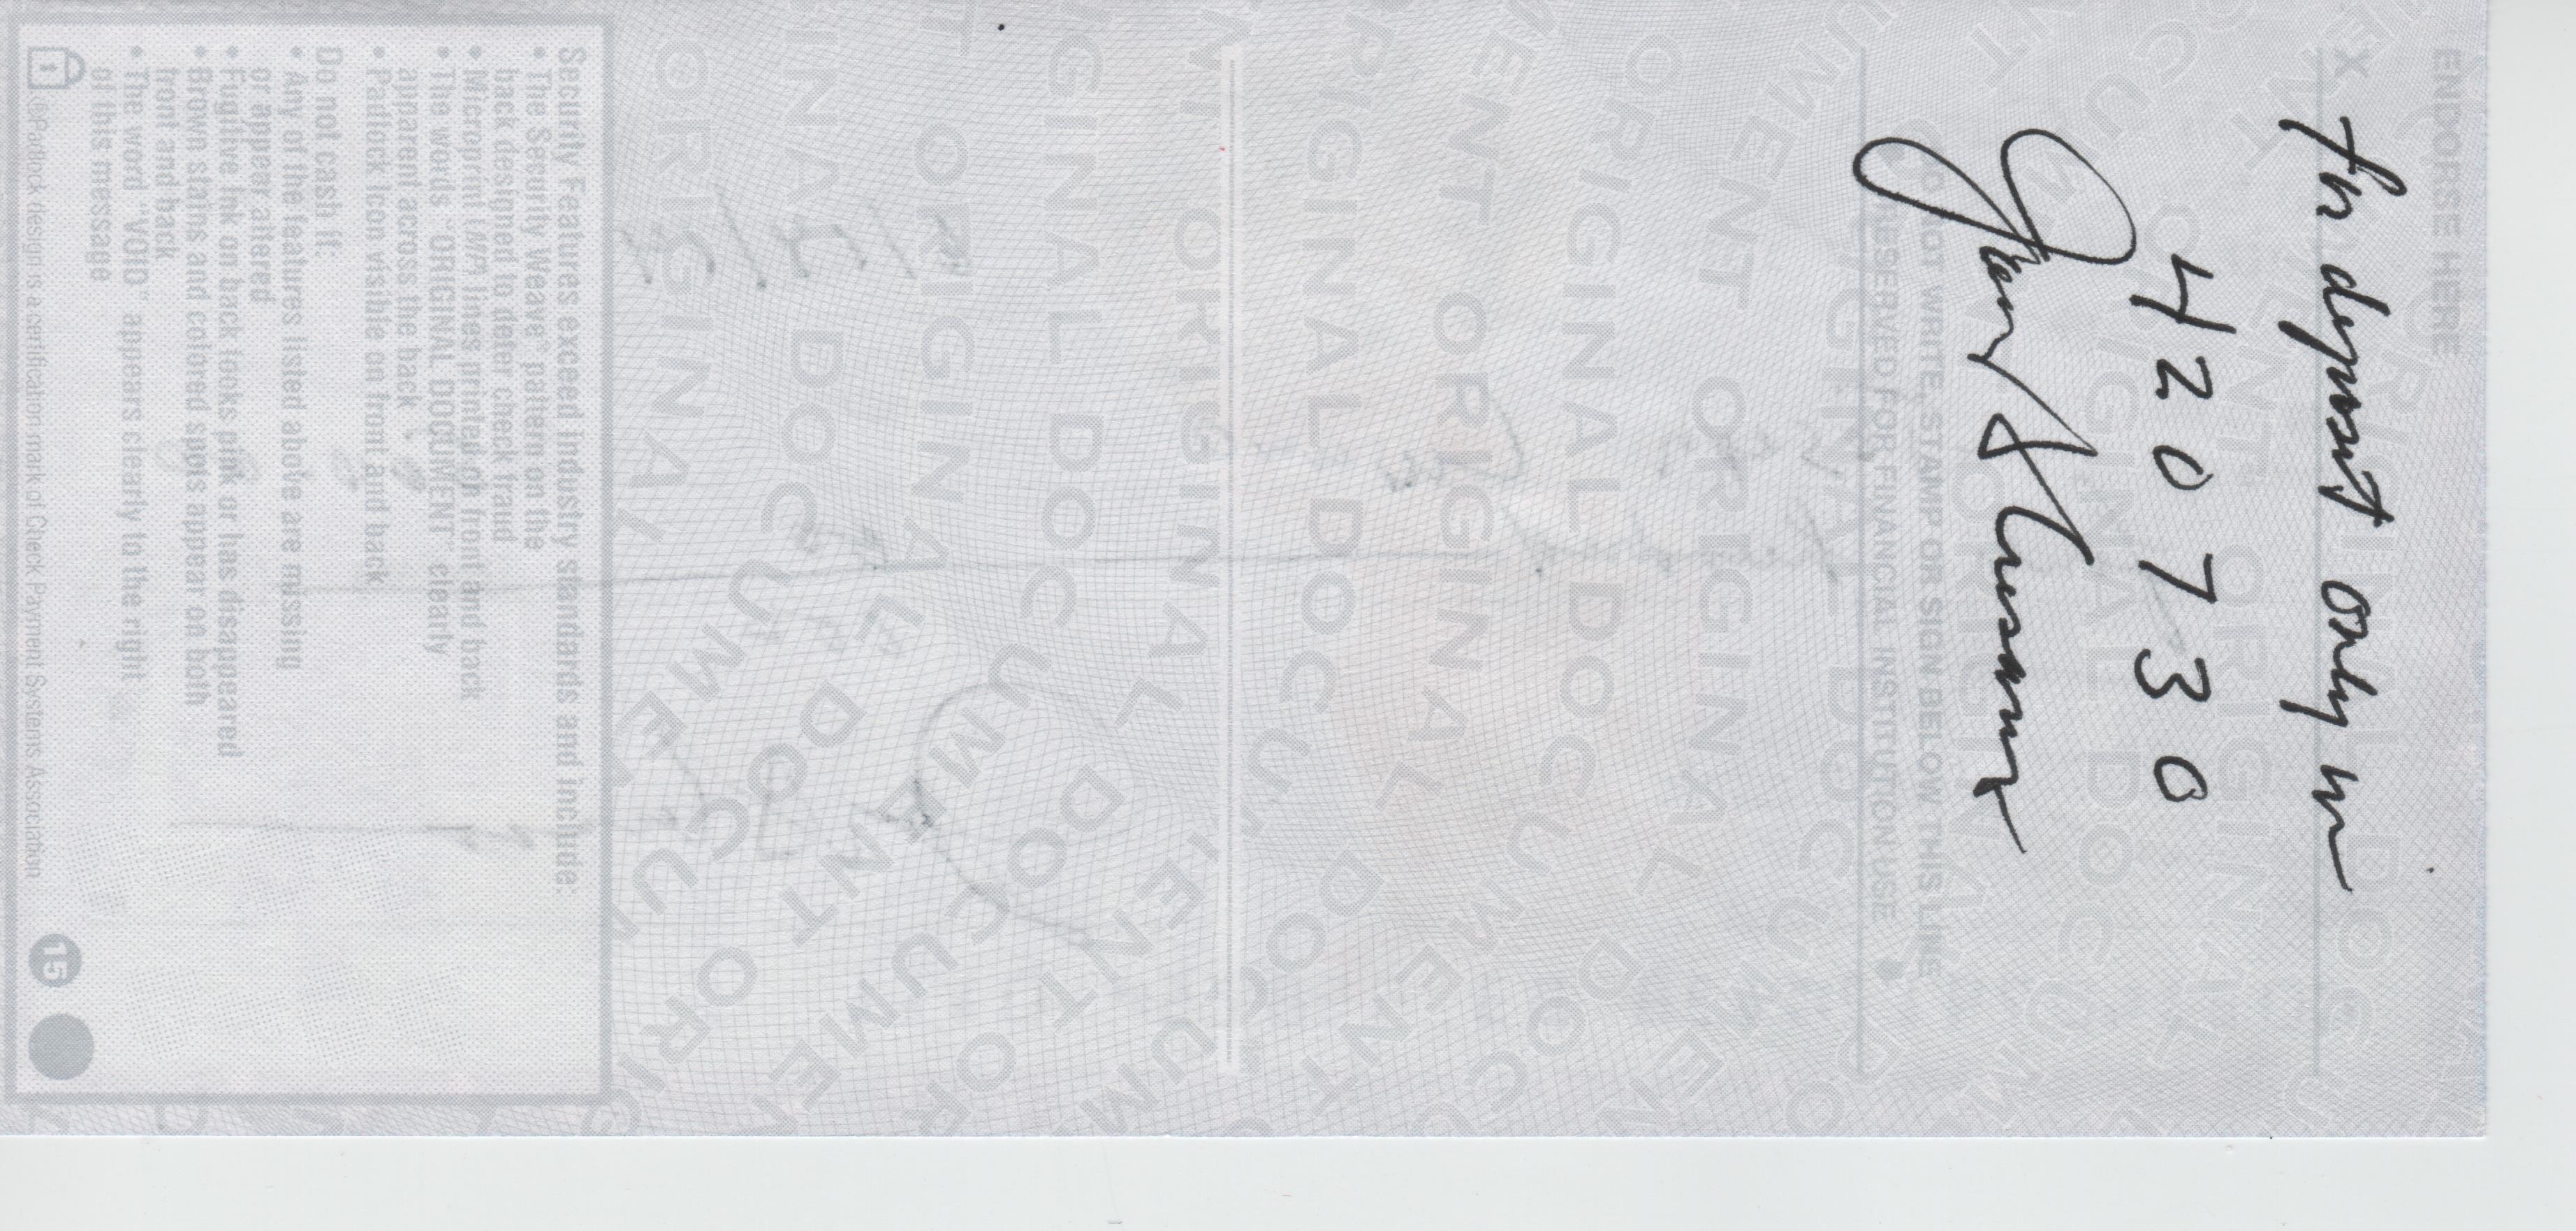 ENDORSE HERE
X
for deposit only in
420730
DO NOT WRITE, STAMP OR SIGN BELOW THIS LINE
RESERVED FOR FINANCIAL INSTITUTION USE
ORIGINAL DOCUMENT
Security Features exceed industry standards and include:
• The Security Weave® pattern on the
back designed to deter check fraud
• Microprint (MP) lines printed on front and back
• The words "ORIGINAL DOCUMENT" clearly
apparent across the back
• Padlock icon visible on front and back
Do not cash if:
• Any of the features listed above are missing
or appear altered
• Fugitive ink on back looks pink or has disappeared
• Brown stains and colored spots appear on both
front and back
• The word "VOID" appears clearly to the right
of this message
®Padlock design is a certification mark of Check Payment Systems Association
15